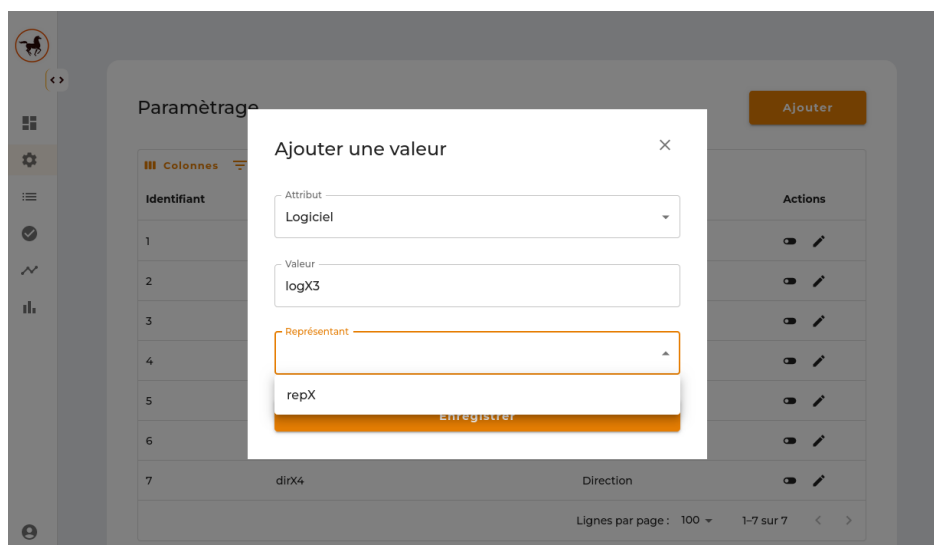 Paramètrage
Ajouter
Colonnes
Identifiant
Actions
Ajouter une valeur
Attribut
Logiciel
Valeur
logX3
Représentant
repX
Enregistrer
1
2
3
4
5
6
7 dirX4 Direction
Lignes par page : 100 1–7 sur 7